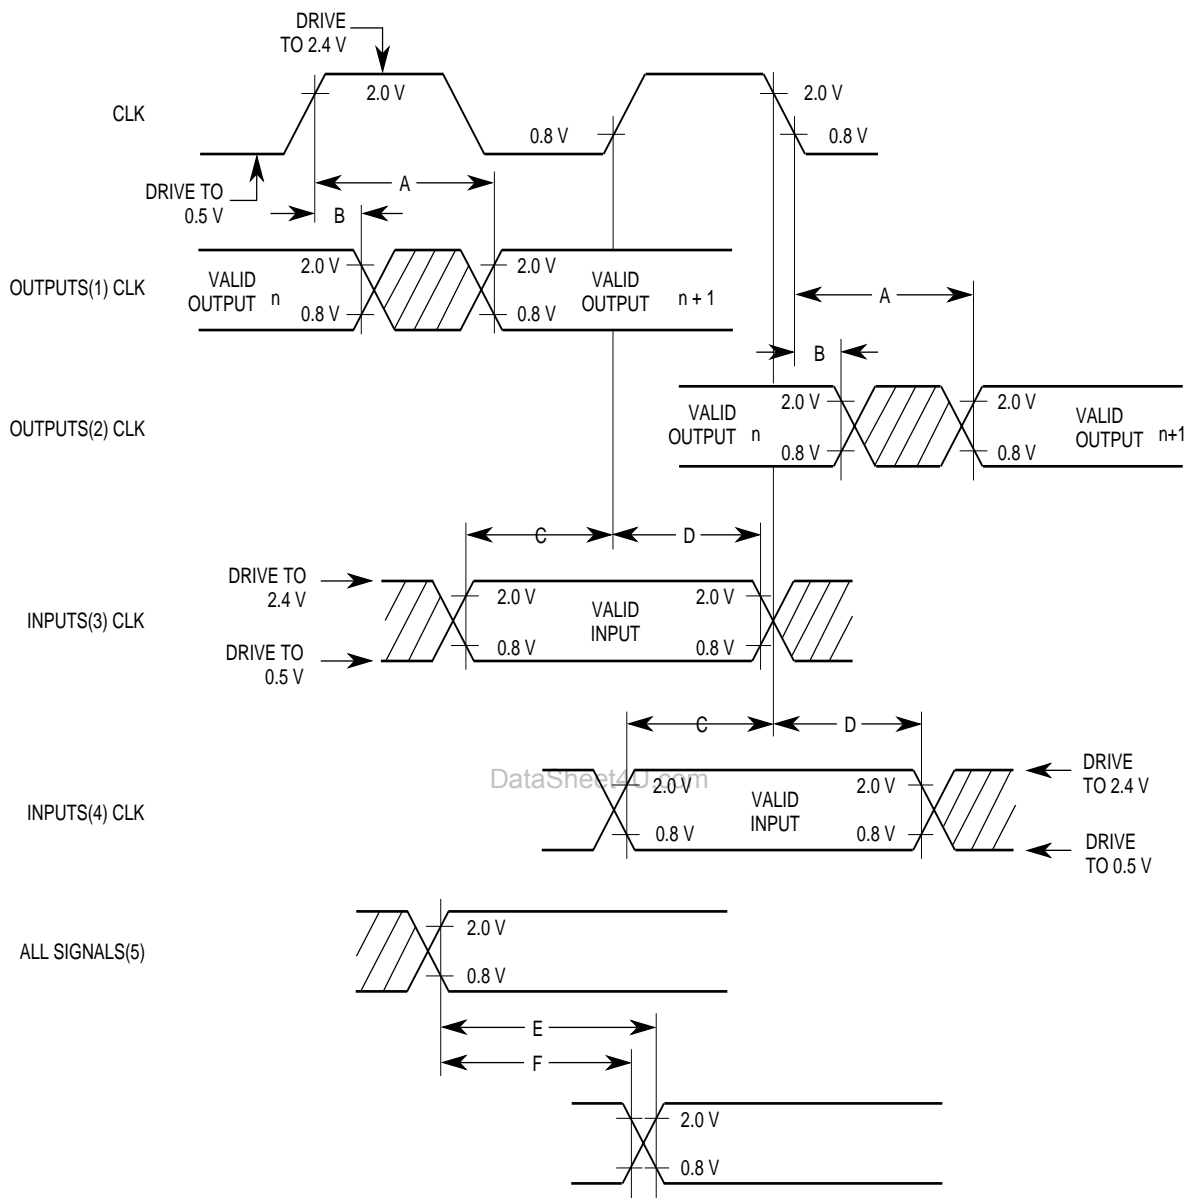 DRIVE
TO 2.4 V
CLK
2.0 V
2.0 V
0.8 V
0.8 V
DRIVE TO
0.5 V
A
B
OUTPUTS(1) CLK
VALID
OUTPUT n
2.0 V
0.8 V
2.0 V
0.8 V
VALID
OUTPUT n + 1
A
B
OUTPUTS(2) CLK
VALID
OUTPUT n
2.0 V
0.8 V
2.0 V
0.8 V
VALID
OUTPUT n+1
C
D
DRIVE TO
2.4 V
INPUTS(3) CLK
DRIVE TO
0.5 V
2.0 V
0.8 V
VALID
INPUT
2.0 V
0.8 V
C
D
DataSheet4U.com
INPUTS(4) CLK
2.0 V
0.8 V
VALID
INPUT
2.0 V
0.8 V
DRIVE
TO 2.4 V
DRIVE
TO 0.5 V
ALL SIGNALS(5)
2.0 V
0.8 V
E
F
2.0 V
0.8 V